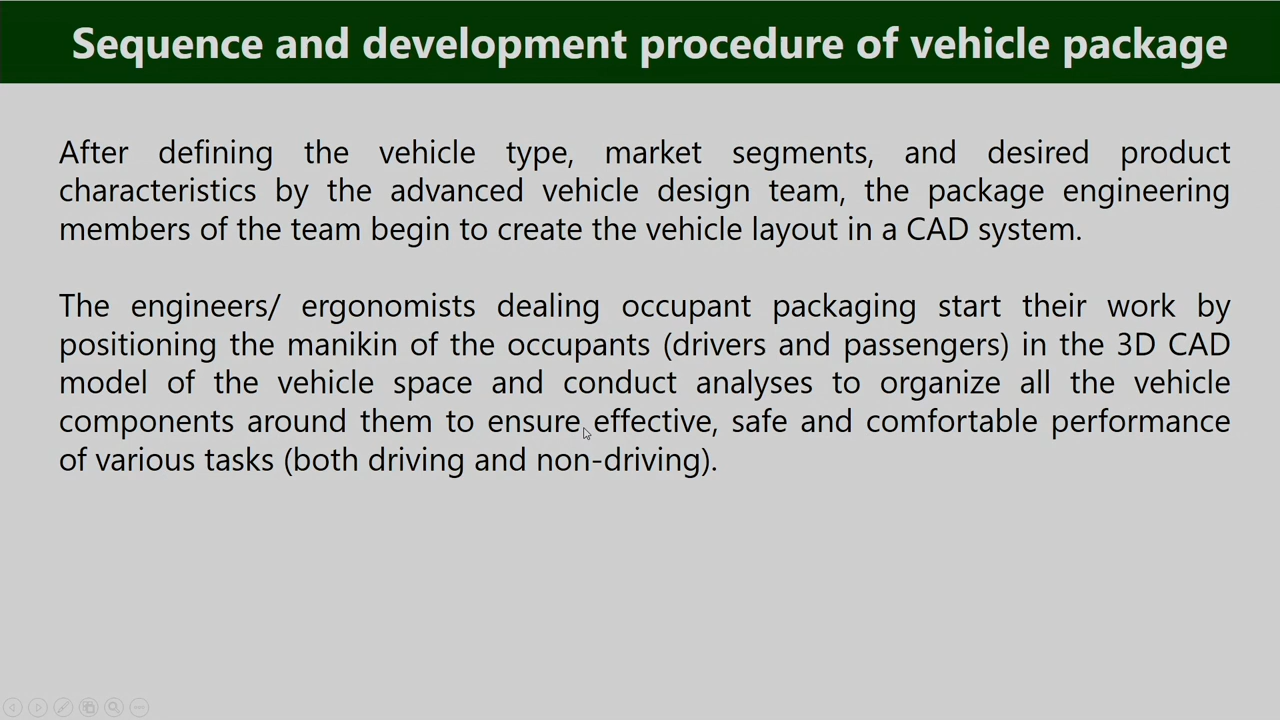 Sequence and development procedure of vehicle package
After defining the vehicle type, market segments, and desired product
characteristics by the advanced vehicle design team, the package engineering
members of the team begin to create the vehicle layout in a CAD system.
The engineers/ ergonomists dealing occupant packaging start their work by
positioning the manikin of the occupants (drivers and passengers) in the 3D CAD
model of the vehicle space and conduct analyses to organize all the vehicle
components around them to ensure effective, safe and comfortable performance
of various tasks (both driving and non-driving).